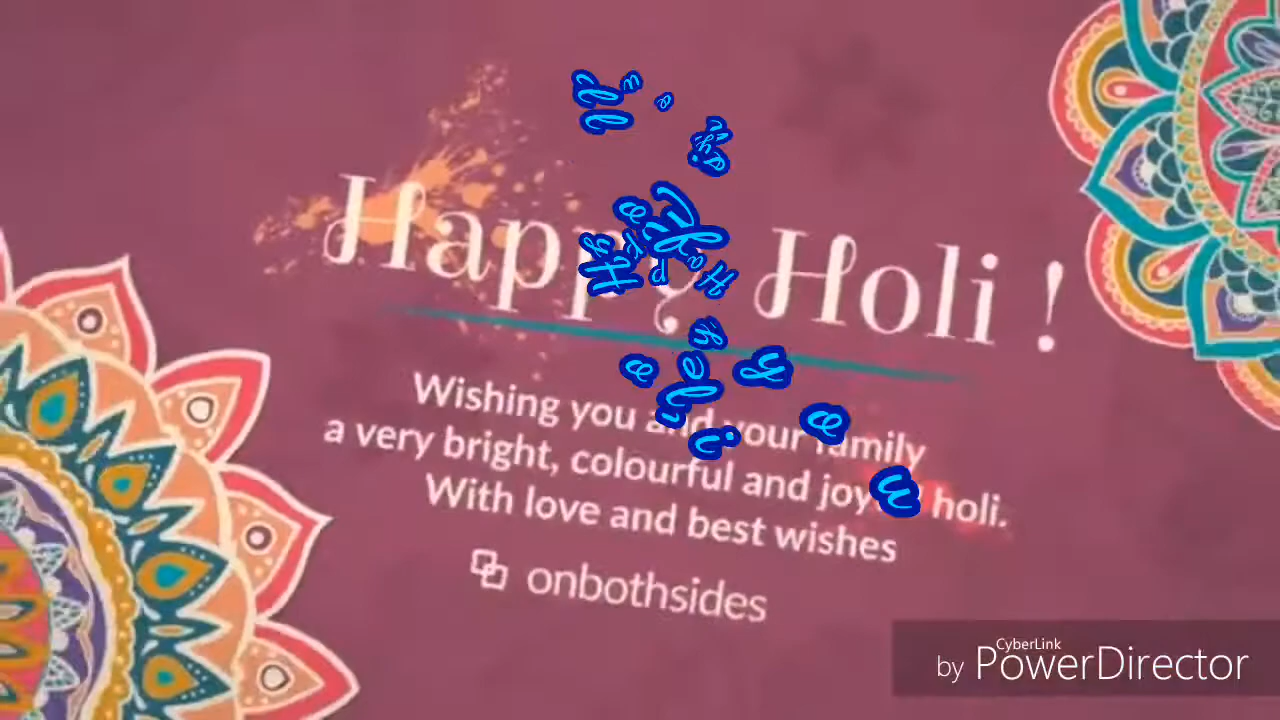 Happy Holi !
Wishing you and your family
a very bright, colourful and joyous holi.
With love and best wishes
onbothsides
by CyberLink PowerDirector